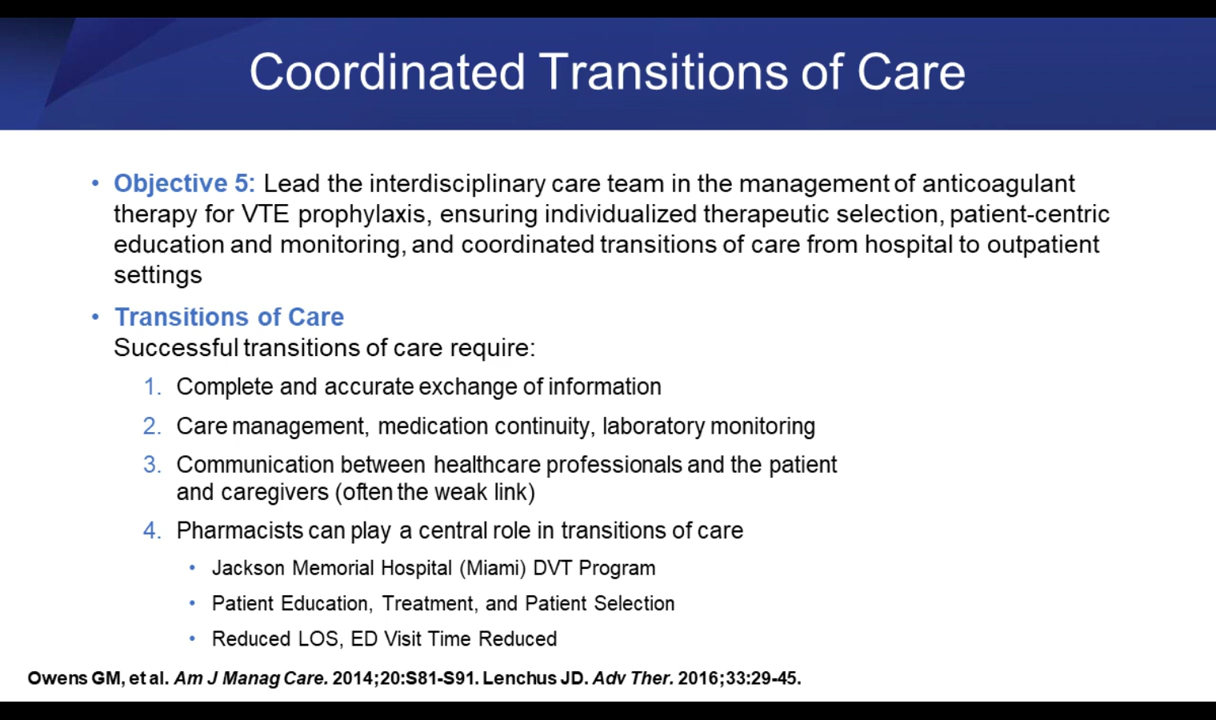 Coordinated Transitions of Care
• Objective 5: Lead the interdisciplinary care team in the management of anticoagulant
therapy for VTE prophylaxis, ensuring individualized therapeutic selection, patient-centric
education and monitoring, and coordinated transitions of care from hospital to outpatient
settings
• Transitions of Care
Successful transitions of care require:
1. Complete and accurate exchange of information
2. Care management, medication continuity, laboratory monitoring
3. Communication between healthcare professionals and the patient
and caregivers (often the weak link)
4. Pharmacists can play a central role in transitions of care
• Jackson Memorial Hospital (Miami) DVT Program
• Patient Education, Treatment, and Patient Selection
• Reduced LOS, ED Visit Time Reduced
Owens GM, et al. Am J Manag Care. 2014;20:S81-S91. Lenchus JD. Adv Ther. 2016;33:29-45.